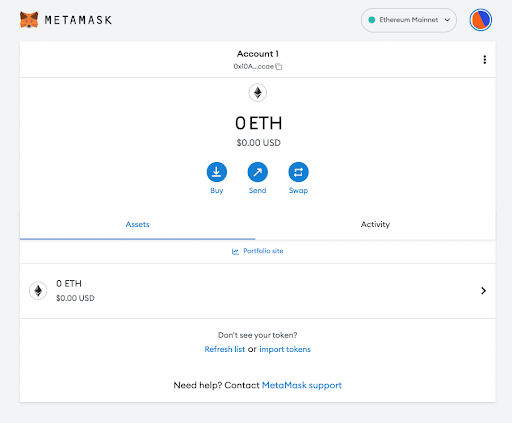 METAMASK
Ethereum Mainnet
Account 1
0x10A...ccae
0 ETH
$0.00 USD
Buy Send Swap
Assets Activity
Portfolio site
0 ETH
$0.00 USD
Don't see your token?
Refresh list or import tokens
Need help? Contact MetaMask support